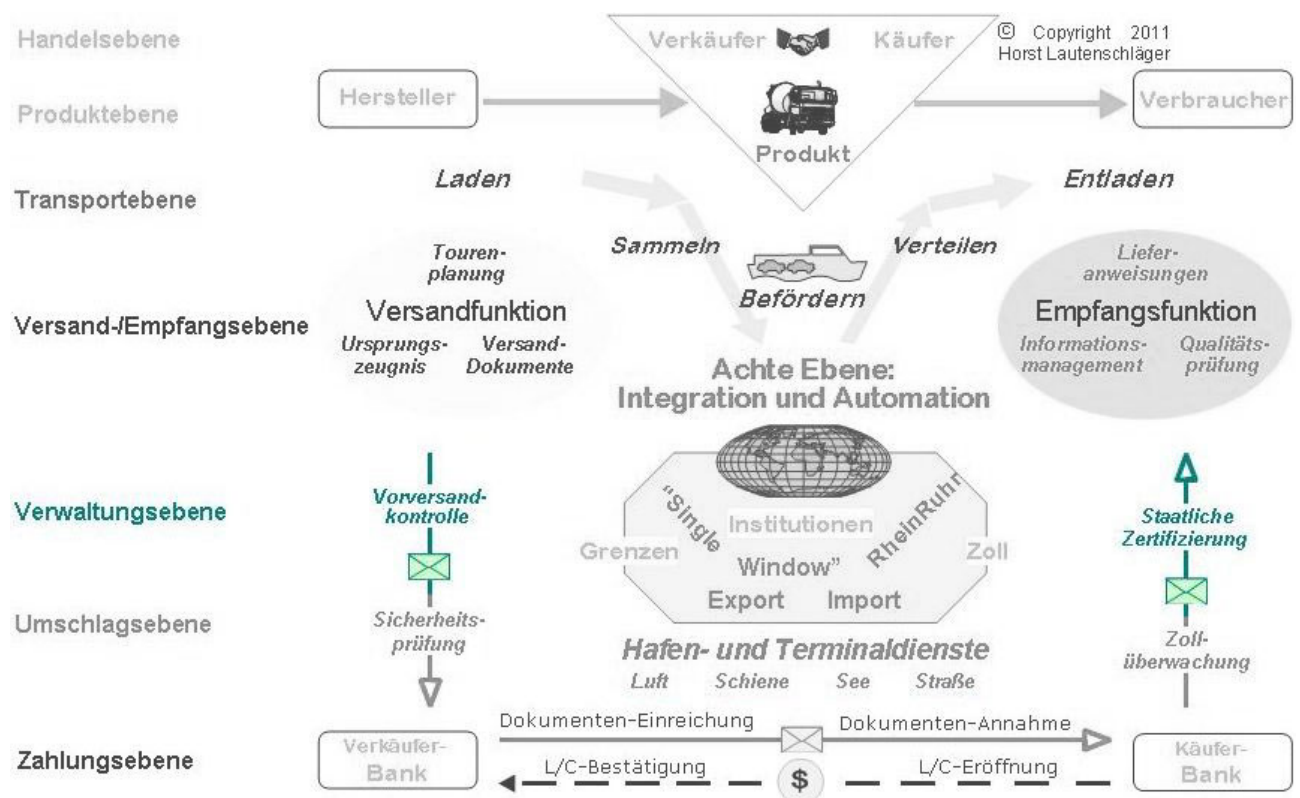 Handelsebene
Verkäufer
Käufer
© Copyright 2011
Horst Lautenschläger
Hersteller
Verbraucher
Produktebene
Produkt
Laden
Entladen
Transportebene
Sammeln
Verteilen
Touren-
planung
Liefer-
anweisungen
Befördern
Versand-/Empfangsebene
Versandfunktion
Empfangsfunktion
Ursprungs-
zeugnis
Versand-
Dokumente
Informations-
management
Qualitäts-
prüfung
Achte Ebene:
Integration und Automation
Verwaltungsebene
Vorversand-
kontrolle
"Single
Window"
RheinRuhr
Institutionen
Grenzen
Zoll
Export
Import
Staatliche
Zertifizierung
Umschlagsebene
Sicherheits-
prüfung
Zoll-
überwachung
Hafen- und Terminaldienste
Luft
Schiene
See
Straße
Dokumenten-Einreichung
Dokumenten-Annahme
Zahlungsebene
Verkäufer-
Bank
Käufer-
Bank
L/C-Bestätigung
$
L/C-Eröffnung